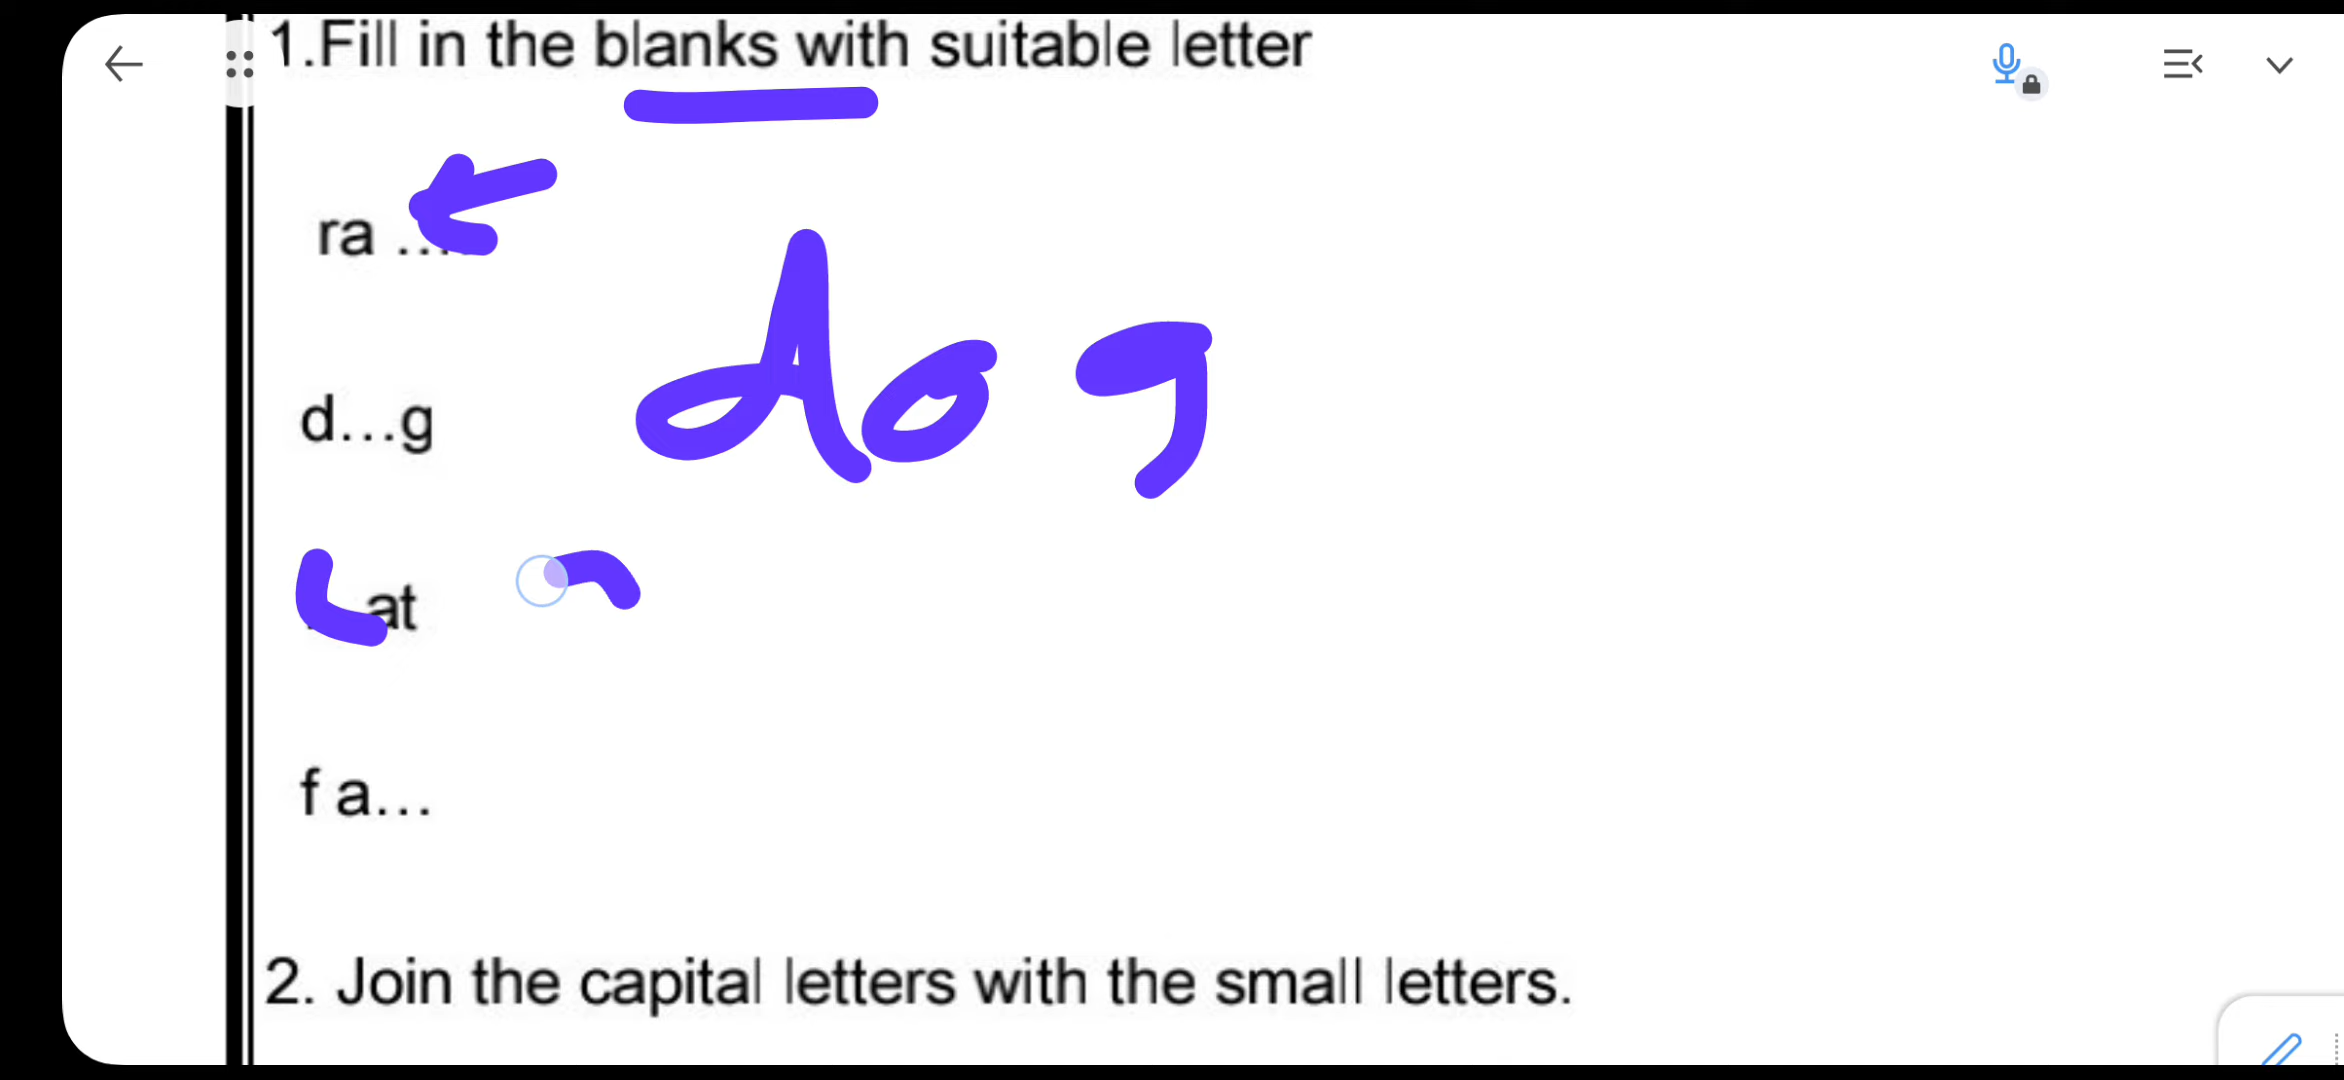 1.Fill in the blanks with suitable letter
ra ...
d...g dog
at
f a...
2. Join the capital letters with the small letters.